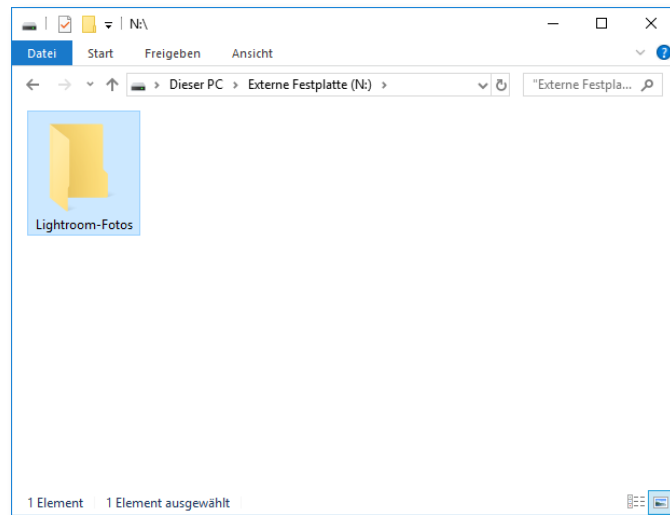 N:\
Datei Start Freigeben Ansicht
Dieser PC Externe Festplatte (N:) "Externe Festpla...
Lightroom-Fotos
1 Element 1 Element ausgewählt